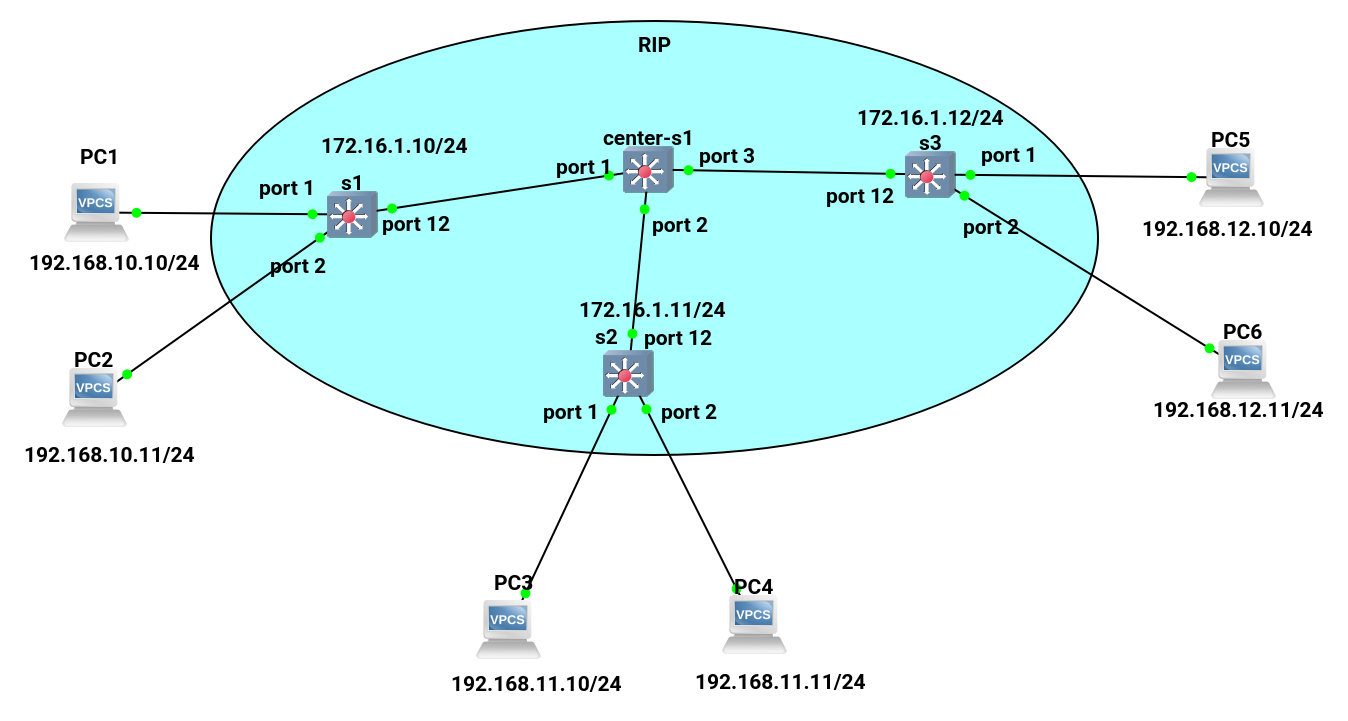 RIP
172.16.1.12/24
center-s1
s3
PC5
172.16.1.10/24
port 1
port 3
port 1
PC1
s1
port 1
port 12
VPCS
VPCS
port 12
port 2
port 2
192.168.12.10/24
VPCS
192.168.10.10/24
port 2
172.16.1.11/24
s2
port 12
PC2
VPCS
192.168.10.11/24
port 1
port 2
PC6
VPCS
192.168.12.11/24
PC3
PC4
VPCS
VPCS
192.168.11.10/24
192.168.11.11/24